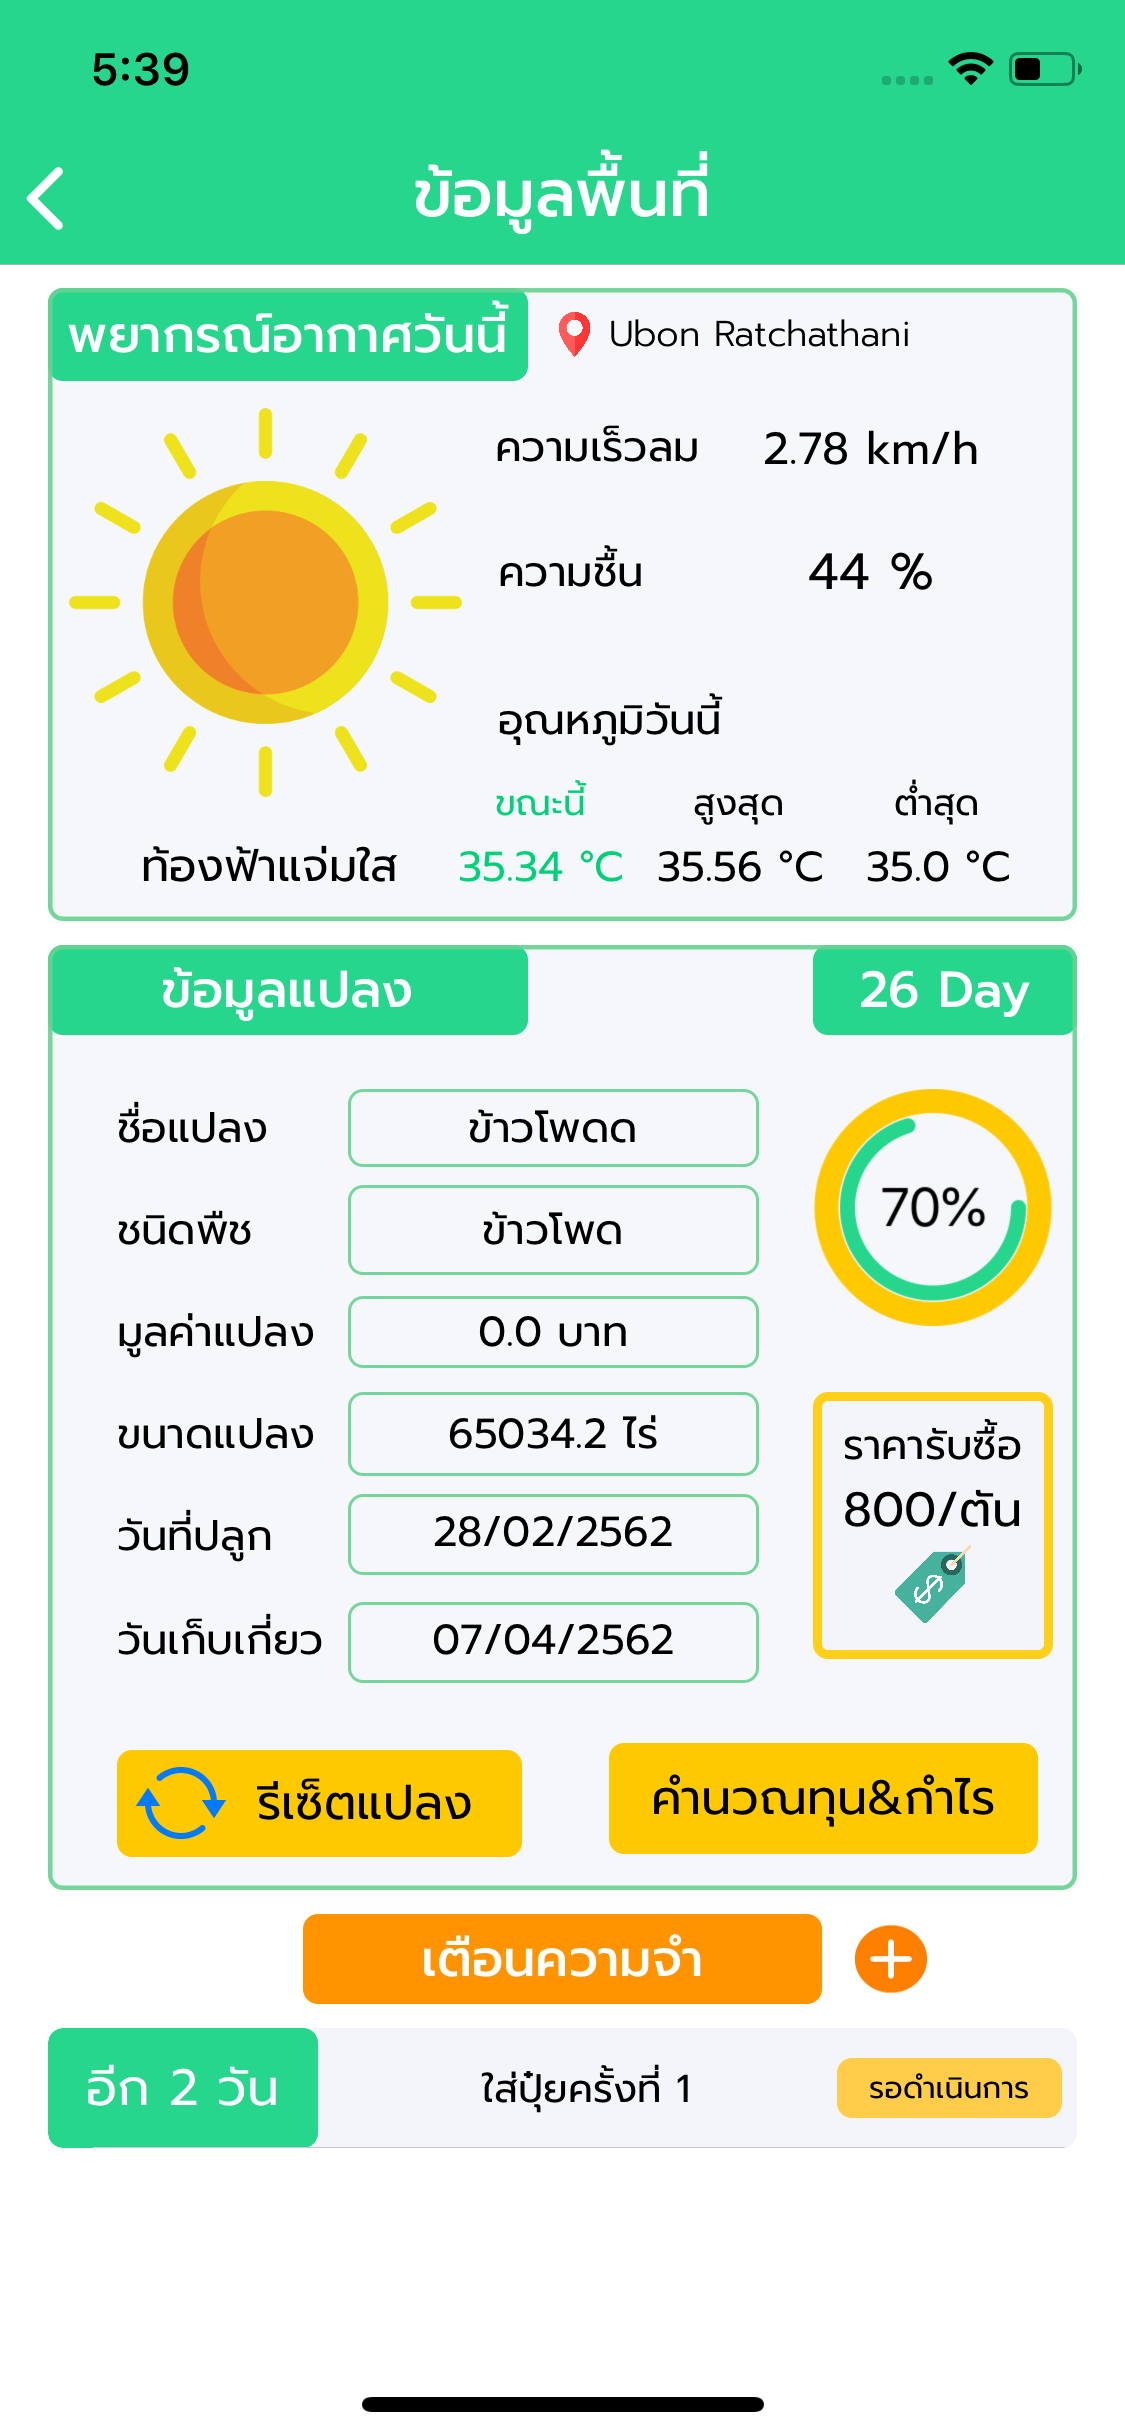 5:39
ข้อมูลพื้นที่
พยากรณ์อากาศวันนี้ Ubon Ratchathani
ความเร็วลม 2.78 km/h
ความชื้น 44 %
อุณหภูมิวันนี้
ขณะนี้ สูงสุด ต่ำสุด
ท้องฟ้าแจ่มใส 35.34 °C 35.56 °C 35.0 °C
ข้อมูลแปลง 26 Day
ชื่อแปลง ข้าวโพดด
70%
ชนิดพืช ข้าวโพด
มูลค่าแปลง 0.0 บาท
ขนาดแปลง 65034.2 ไร่
ราคารับซื้อ
800/ตัน
วันที่ปลูก 28/02/2562
วันเก็บเกี่ยว 07/04/2562
รีเซ็ตแปลง คำนวณทุน&กำไร
เตือนความจำ
อีก 2 วัน ใส่ปุ๋ยครั้งที่ 1 รอดำเนินการ